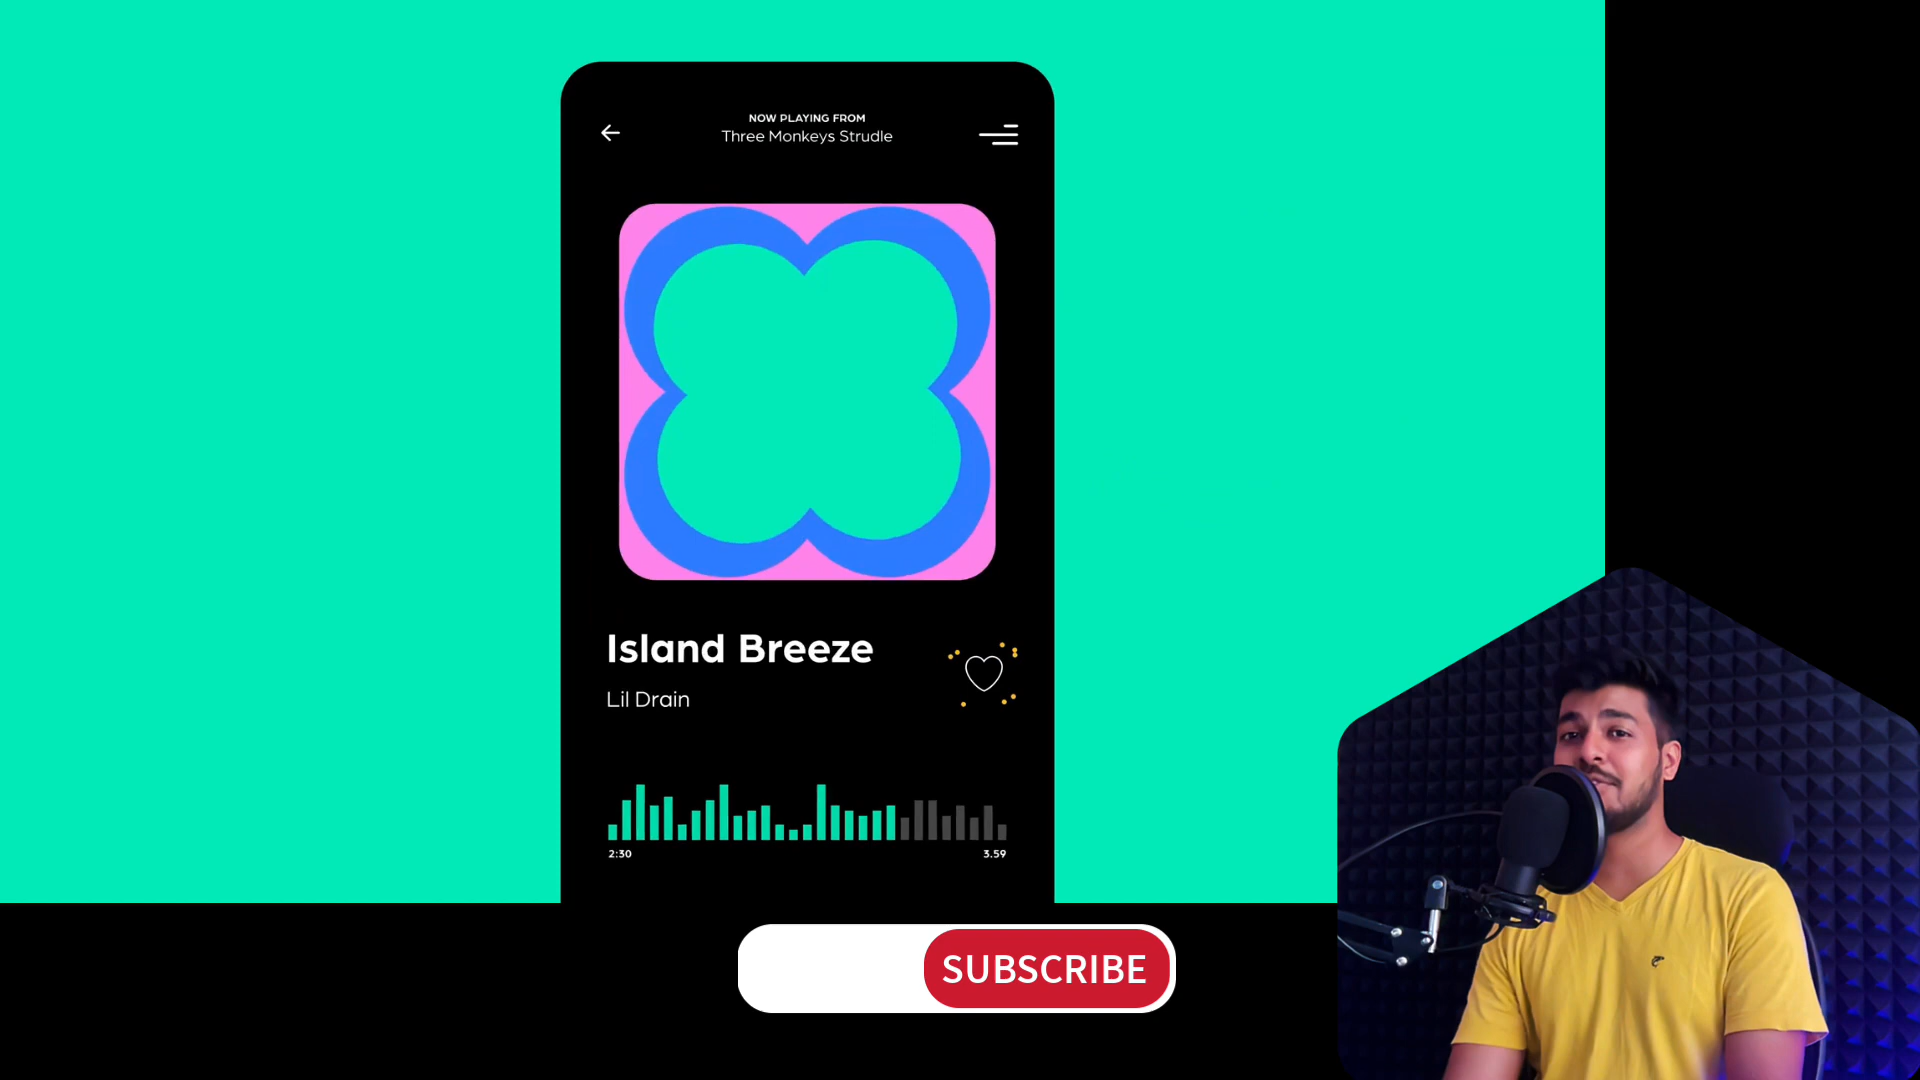 NOW PLAYING FROM
Three Monkeys Strudle
Island Breeze
Lil Drain
2:30
3.59
SUBSCRIBE